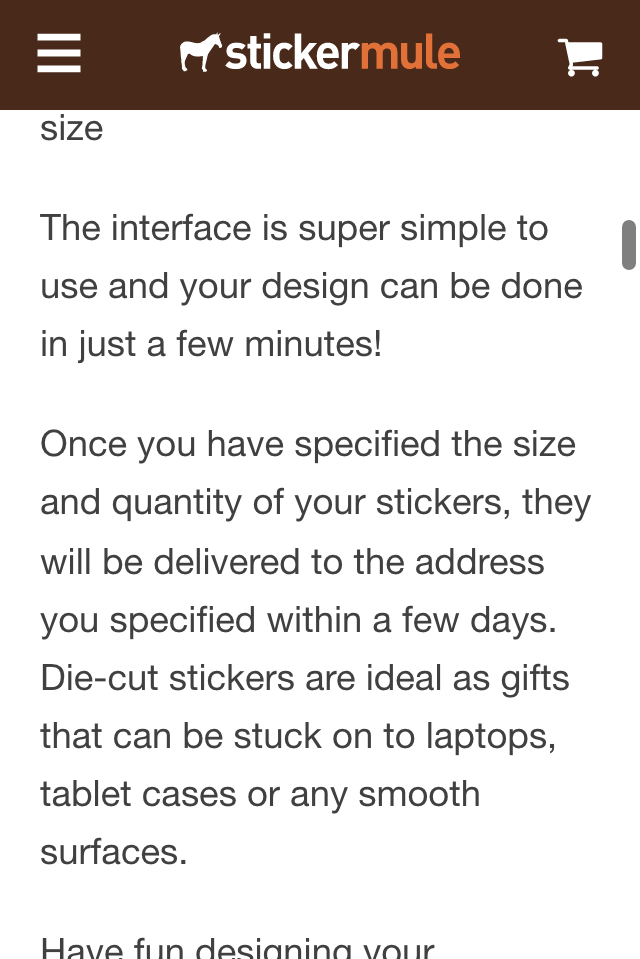 stickermule
size
The interface is super simple to
use and your design can be done
in just a few minutes!
Once you have specified the size
and quantity of your stickers, they
will be delivered to the address
you specified within a few days.
Die-cut stickers are ideal as gifts
that can be stuck on to laptops,
tablet cases or any smooth
surfaces.
Have fun designing your